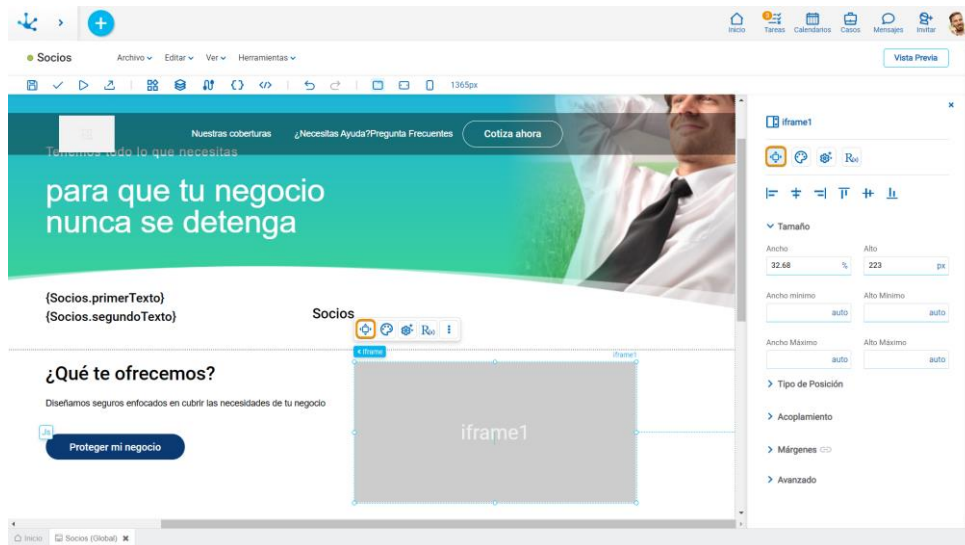 Inicio
Tareas
Calendarios
Casos
Mensajes
Invitar
Socios
Archivo
Editar
Ver
Herramientas
Vista Previa
1365px
Nuestras coberturas
¿Necesitas Ayuda?Pregunta Frecuentes
Cotiza ahora
Tenemos todo lo que necesitas
para que tu negocio
nunca se detenga
{Socios.primerTexto}
{Socios.segundoTexto}
Socios
Iframe
iframe1
¿Qué te ofrecemos?
Diseñamos seguros enfocados en cubrir las necesidades de tu negocio
Js
Proteger mi negocio
iframe1
iframe1
Tamaño
Ancho
Alto
32.68 %
223 px
Ancho mínimo
Alto Mínimo
auto
auto
Ancho Máximo
Alto Máximo
auto
auto
Tipo de Posición
Acoplamiento
Márgenes
Avanzado
Inicio
Socios (Global)